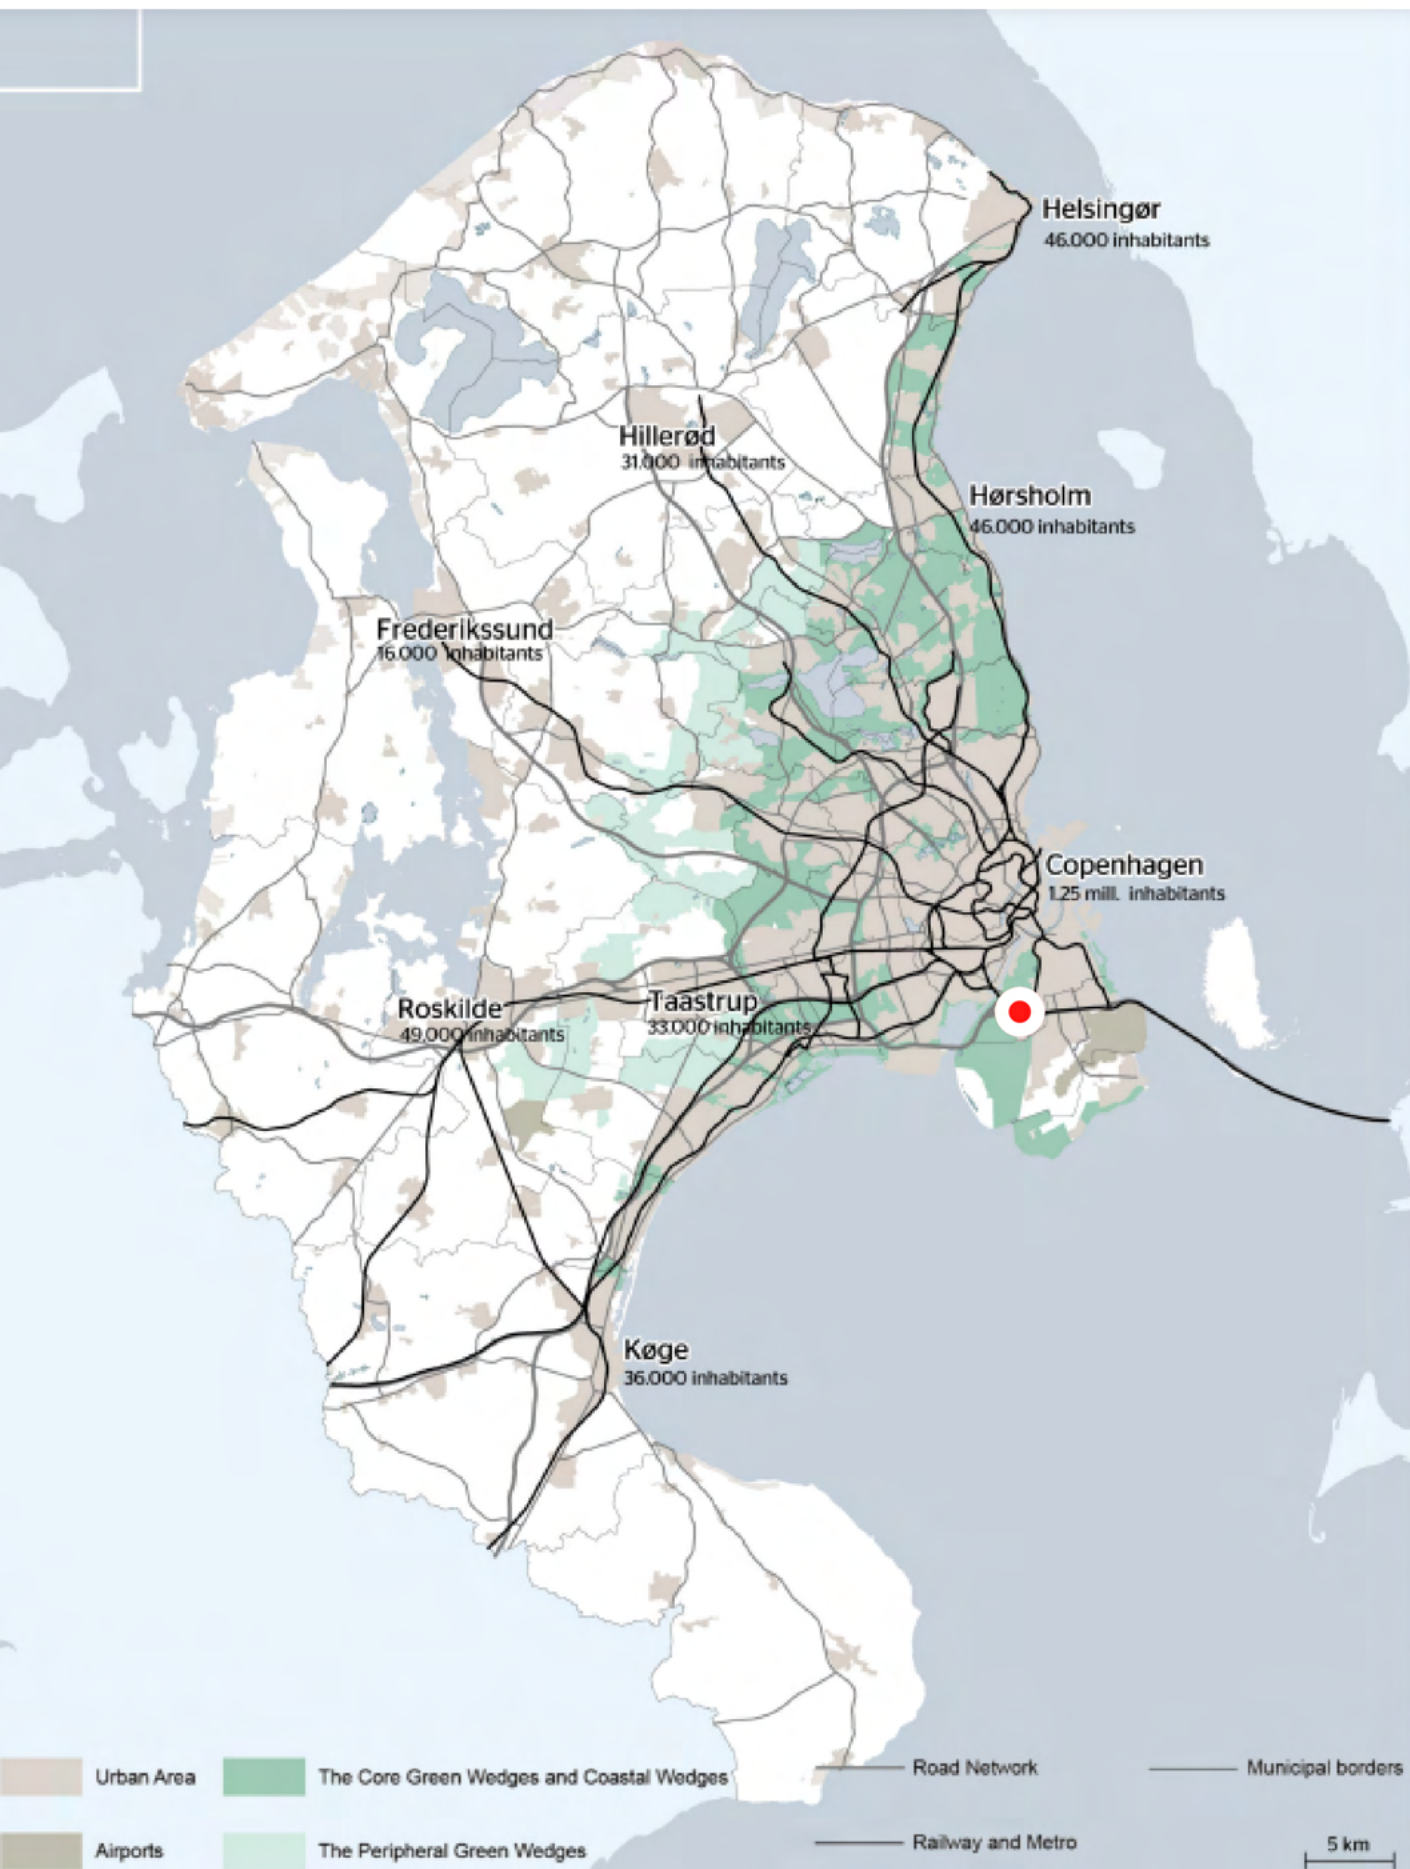 Helsingør
46.000 inhabitants
Hillerød
31.000 inhabitants
Hørsholm
46.000 inhabitants
Frederikssund
16.000 inhabitants
Copenhagen
1.25 mill. inhabitants
Roskilde
49.000 inhabitants
Taastrup
33.000 inhabitants
Køge
36.000 inhabitants
Urban Area
The Core Green Wedges and Coastal Wedges
Road Network
Municipal borders
Airports
The Peripheral Green Wedges
Railway and Metro
5 km